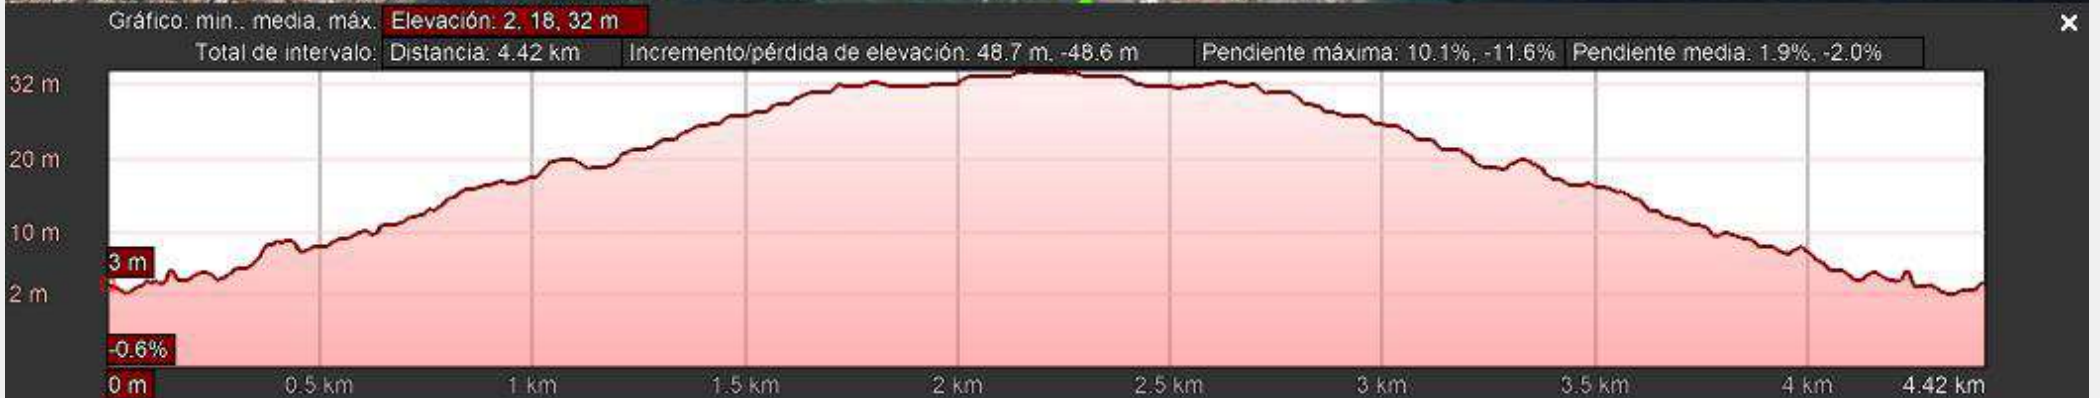 Gráfico: min., media, máx. Elevación: 2, 18, 32 m
Total de intervalo: Distancia: 4.42 km Incremento/pérdida de elevación: 48.7 m, -48.6 m Pendiente máxima: 10.1%, -11.6% Pendiente media: 1.9%, -2.0%
32 m
20 m
10 m
3 m
2 m
-0.6%
0 m 0.5 km 1 km 1.5 km 2 km 2.5 km 3 km 3.5 km 4 km 4.42 km